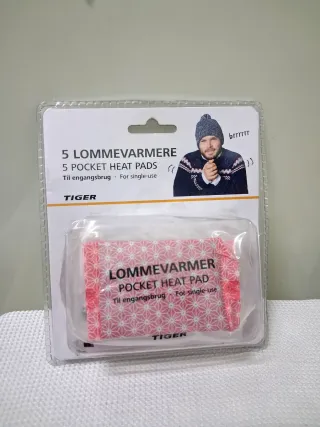 5 LOMMEVARMERE
5 POCKET HEAT PADS
Til engangsbrug · For single-use
brrrrrr
TIGER
LOMMEVARMER
POCKET HEAT PAD
Til engangsbrug · For single-use
TIGER